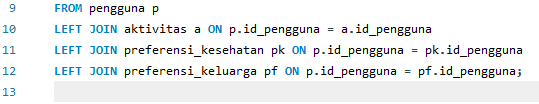 9 FROM pengguna p
10 LEFT JOIN aktivitas a ON p.id_pengguna = a.id_pengguna
11 LEFT JOIN preferensi_kesehatan pk ON p.id_pengguna = pk.id_pengguna
12 LEFT JOIN preferensi_keluarga pf ON p.id_pengguna = pf.id_pengguna;
13